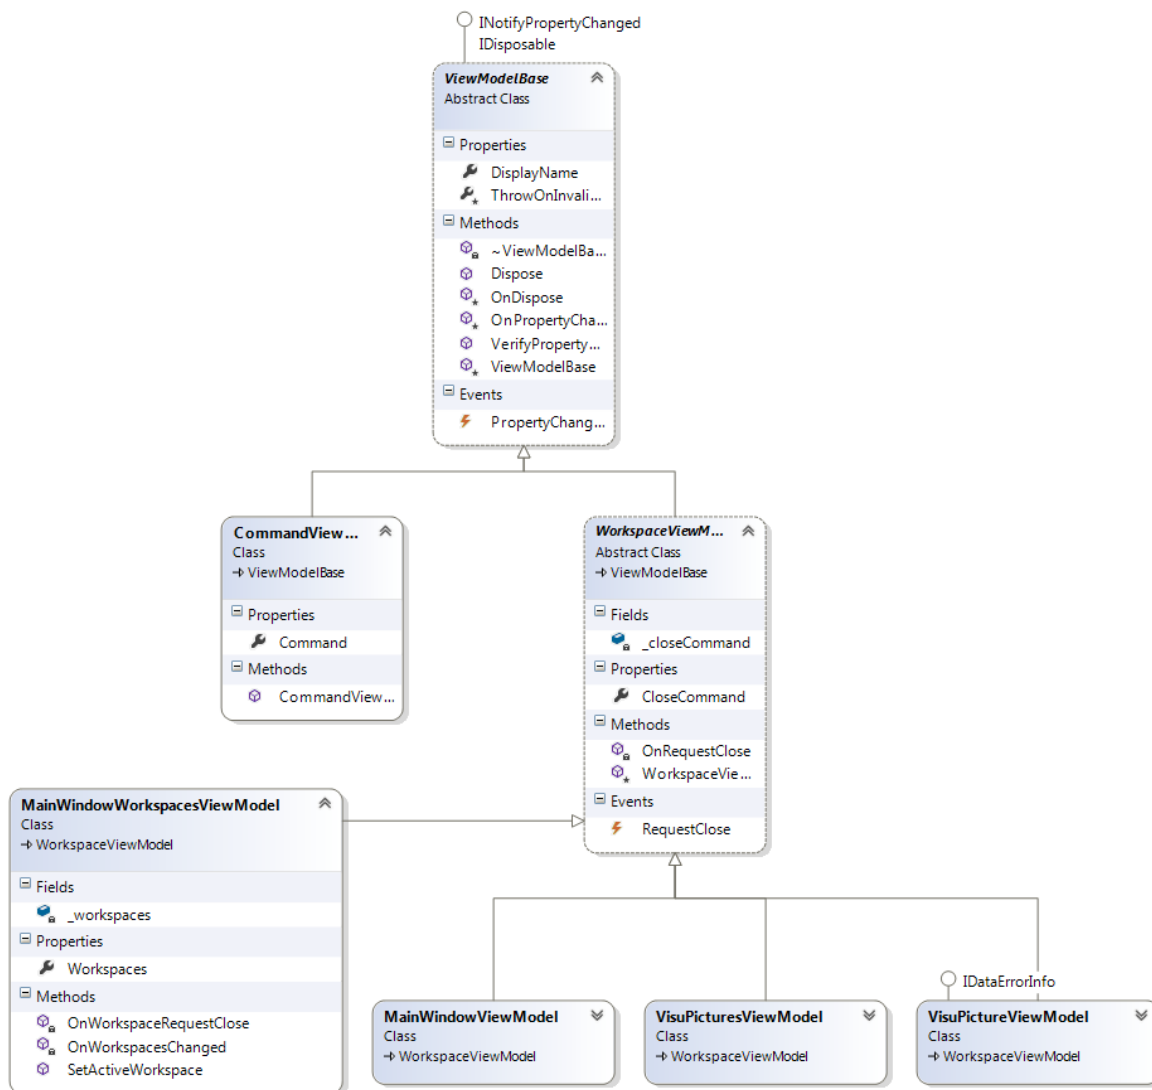 INotifyPropertyChanged
IDisposable
ViewModelBase
Abstract Class
Properties
DisplayName
ThrowOnInvali...
Methods
~ViewModelBa...
Dispose
OnDispose
OnPropertyCha...
VerifyProperty...
ViewModelBase
Events
PropertyChang...
CommandView...
Class
ViewModelBase
Properties
Command
Methods
CommandView...
WorkspaceViewM...
Abstract Class
ViewModelBase
Fields
_closeCommand
Properties
CloseCommand
Methods
OnRequestClose
WorkspaceVie...
Events
RequestClose
MainWindowWorkspacesViewModel
Class
WorkspaceViewModel
Fields
_workspaces
Properties
Workspaces
Methods
OnWorkspaceRequestClose
OnWorkspacesChanged
SetActiveWorkspace
MainWindowViewModel
Class
WorkspaceViewModel
VisuPicturesViewModel
Class
WorkspaceViewModel
IDataErrorInfo
VisuPictureViewModel
Class
WorkspaceViewModel